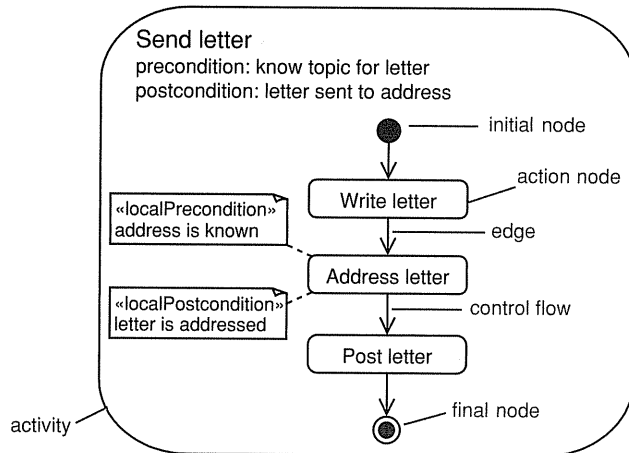 Send letter
precondition: know topic for letter
postcondition: letter sent to address
initial node
action node
Write letter
«localPrecondition»
address is known
edge
Address letter
«localPostcondition»
letter is addressed
control flow
Post letter
final node
activity